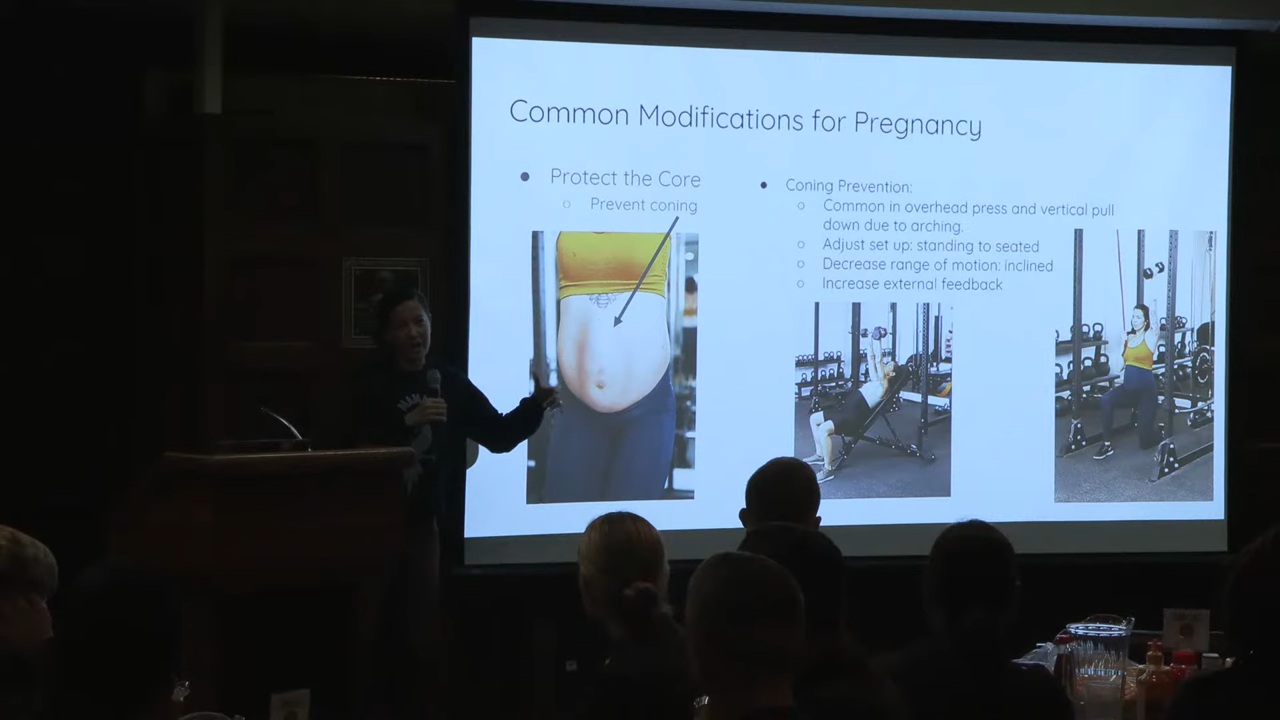 Common Modifications for Pregnancy
Protect the Core
Prevent coning
Coning Prevention:
Common in overhead press and vertical pull
down due to arching.
Adjust set up: standing to seated
Decrease range of motion: inclined
Increase external feedback